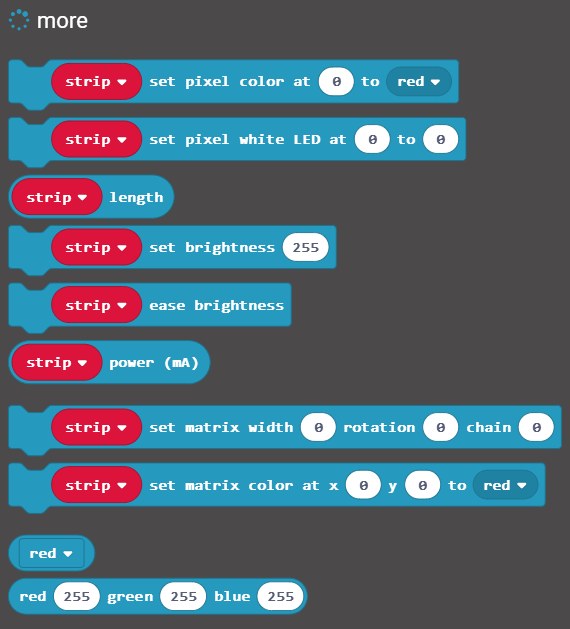 more
strip set pixel color at 0 to red
strip set pixel white LED at 0 to 0
strip length
strip set brightness 255
strip ease brightness
strip power (mA)
strip set matrix width 0 rotation 0 chain 0
strip set matrix color at x 0 y 0 to red
red
red 255 green 255 blue 255